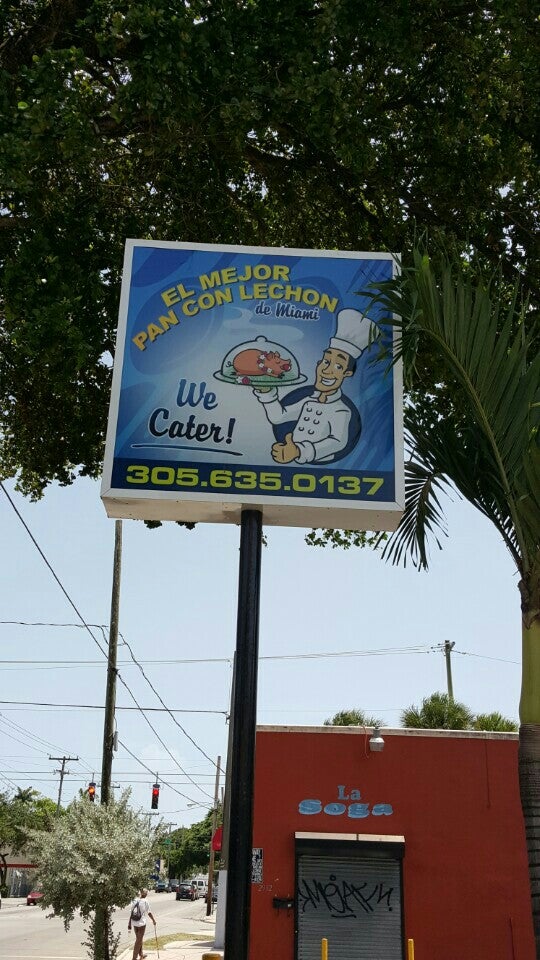 EL MEJOR
PAN CON LECHON
de Miami
We
Cater!
305.635.0137
La
Soga